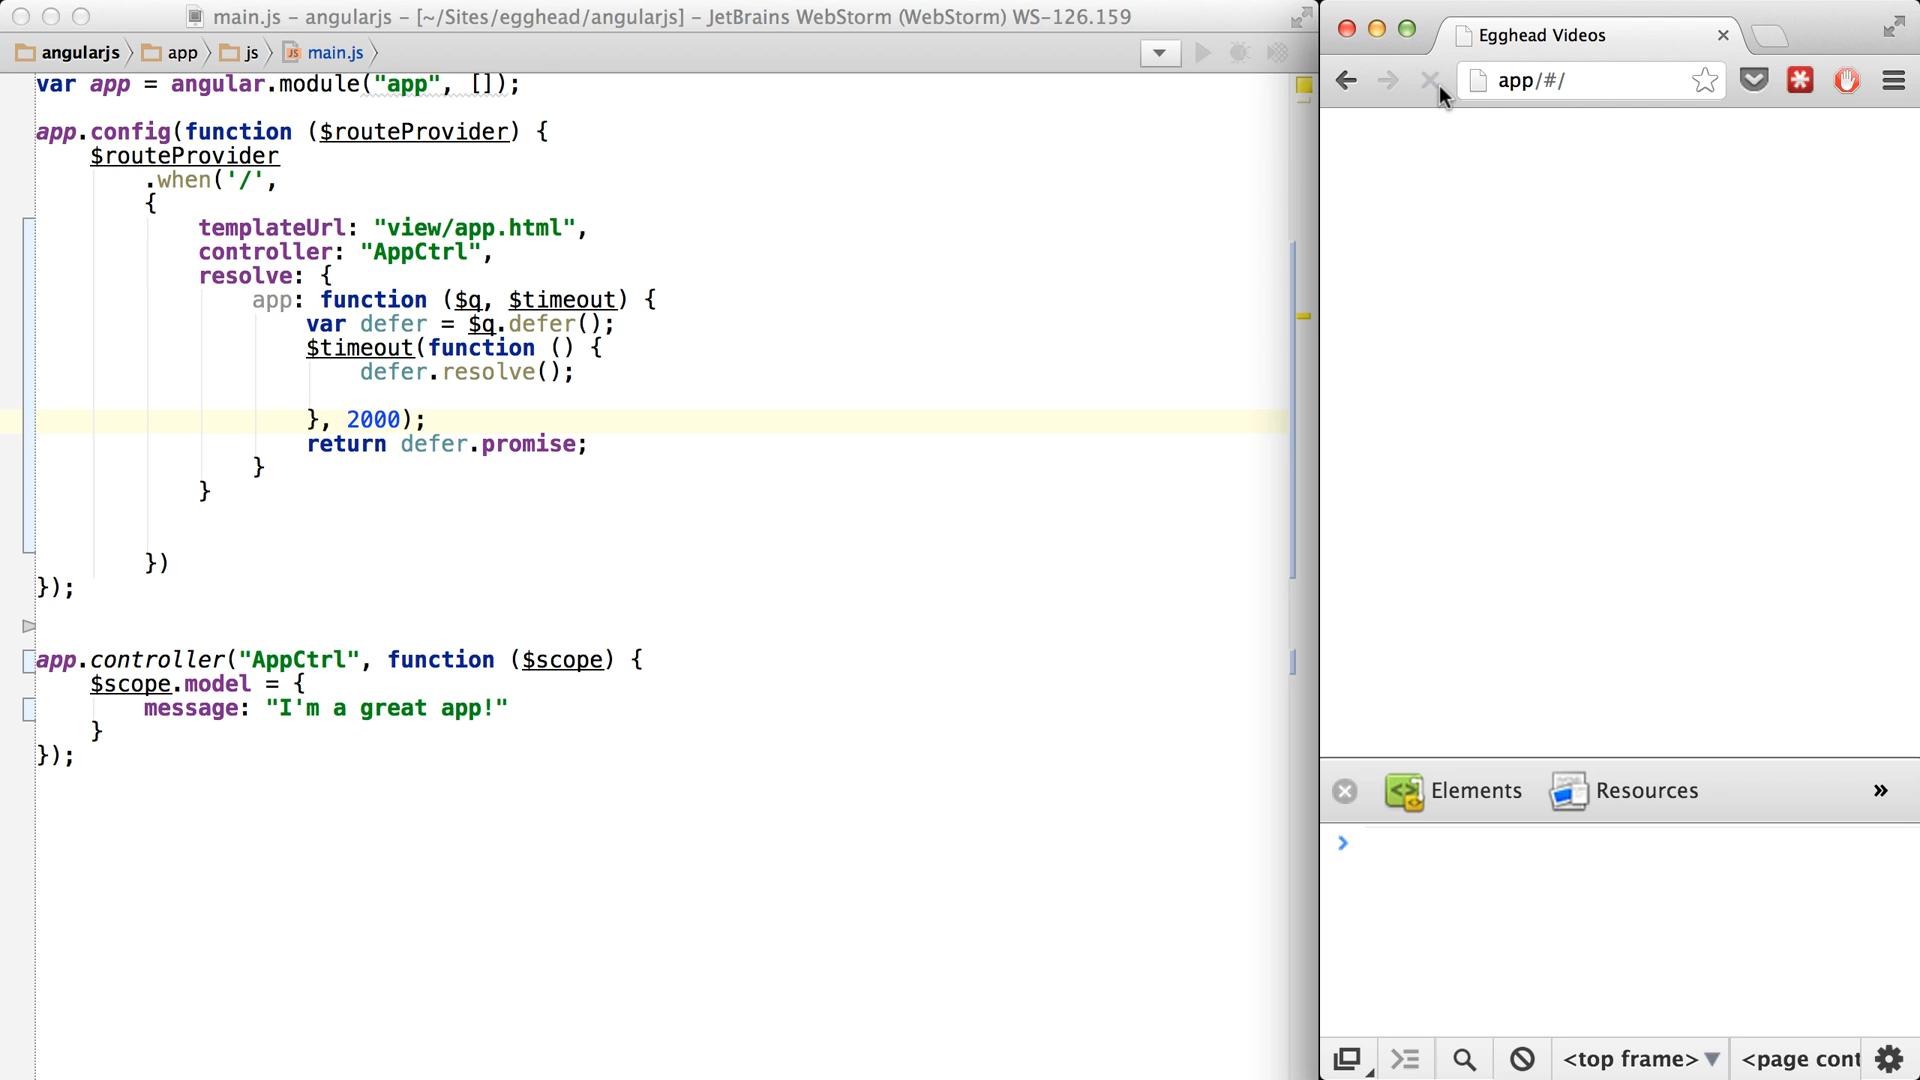 main.js – angularjs – [~/Sites/egghead/angularjs] – JetBrains WebStorm (WebStorm) WS-126.159
angularjs app js main.js
var app = angular.module("app", []);
app.config(function ($routeProvider) {
$routeProvider
.when('/',
{
templateUrl: "view/app.html",
controller: "AppCtrl",
resolve: {
app: function ($q, $timeout) {
var defer = $q.defer();
$timeout(function () {
defer.resolve();
}, 2000);
return defer.promise;
}
}
})
});
app.controller("AppCtrl", function ($scope) {
$scope.model = {
message: "I'm a great app!"
}
});
Egghead Videos
app/#/
Elements Resources »
<top frame> <page cont